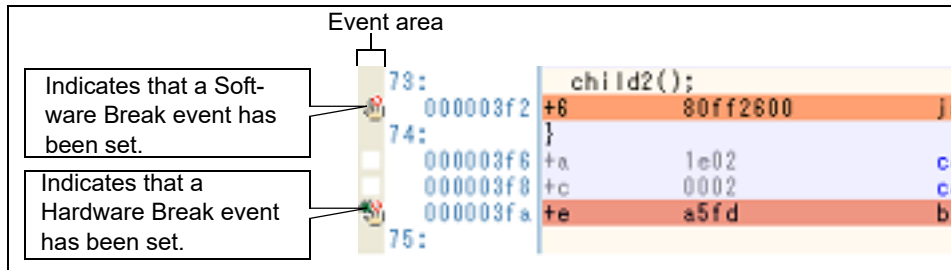 Event area
Indicates that a Soft-
ware Break event has
been set.
Indicates that a
Hardware Break event
has been set.
73: child2();
000003f2 +6 80ff2600 j
74: }
000003f6 +a 1e02 c
000003f8 +c 0002 c
000003fa +e a5fd b
75: